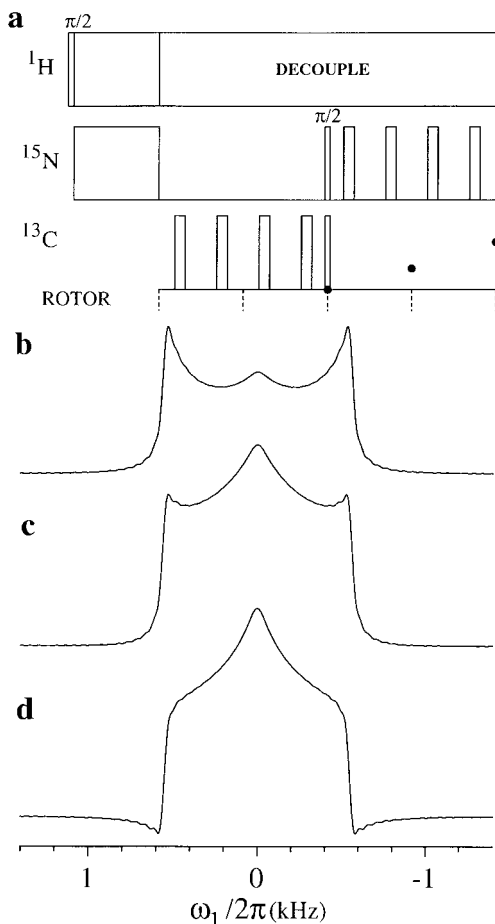 a
π/2
¹H
DECOUPLE
π/2
¹⁵N
¹³C
ROTOR
b
c
d
1 0 -1
ω₁/2π(kHz)